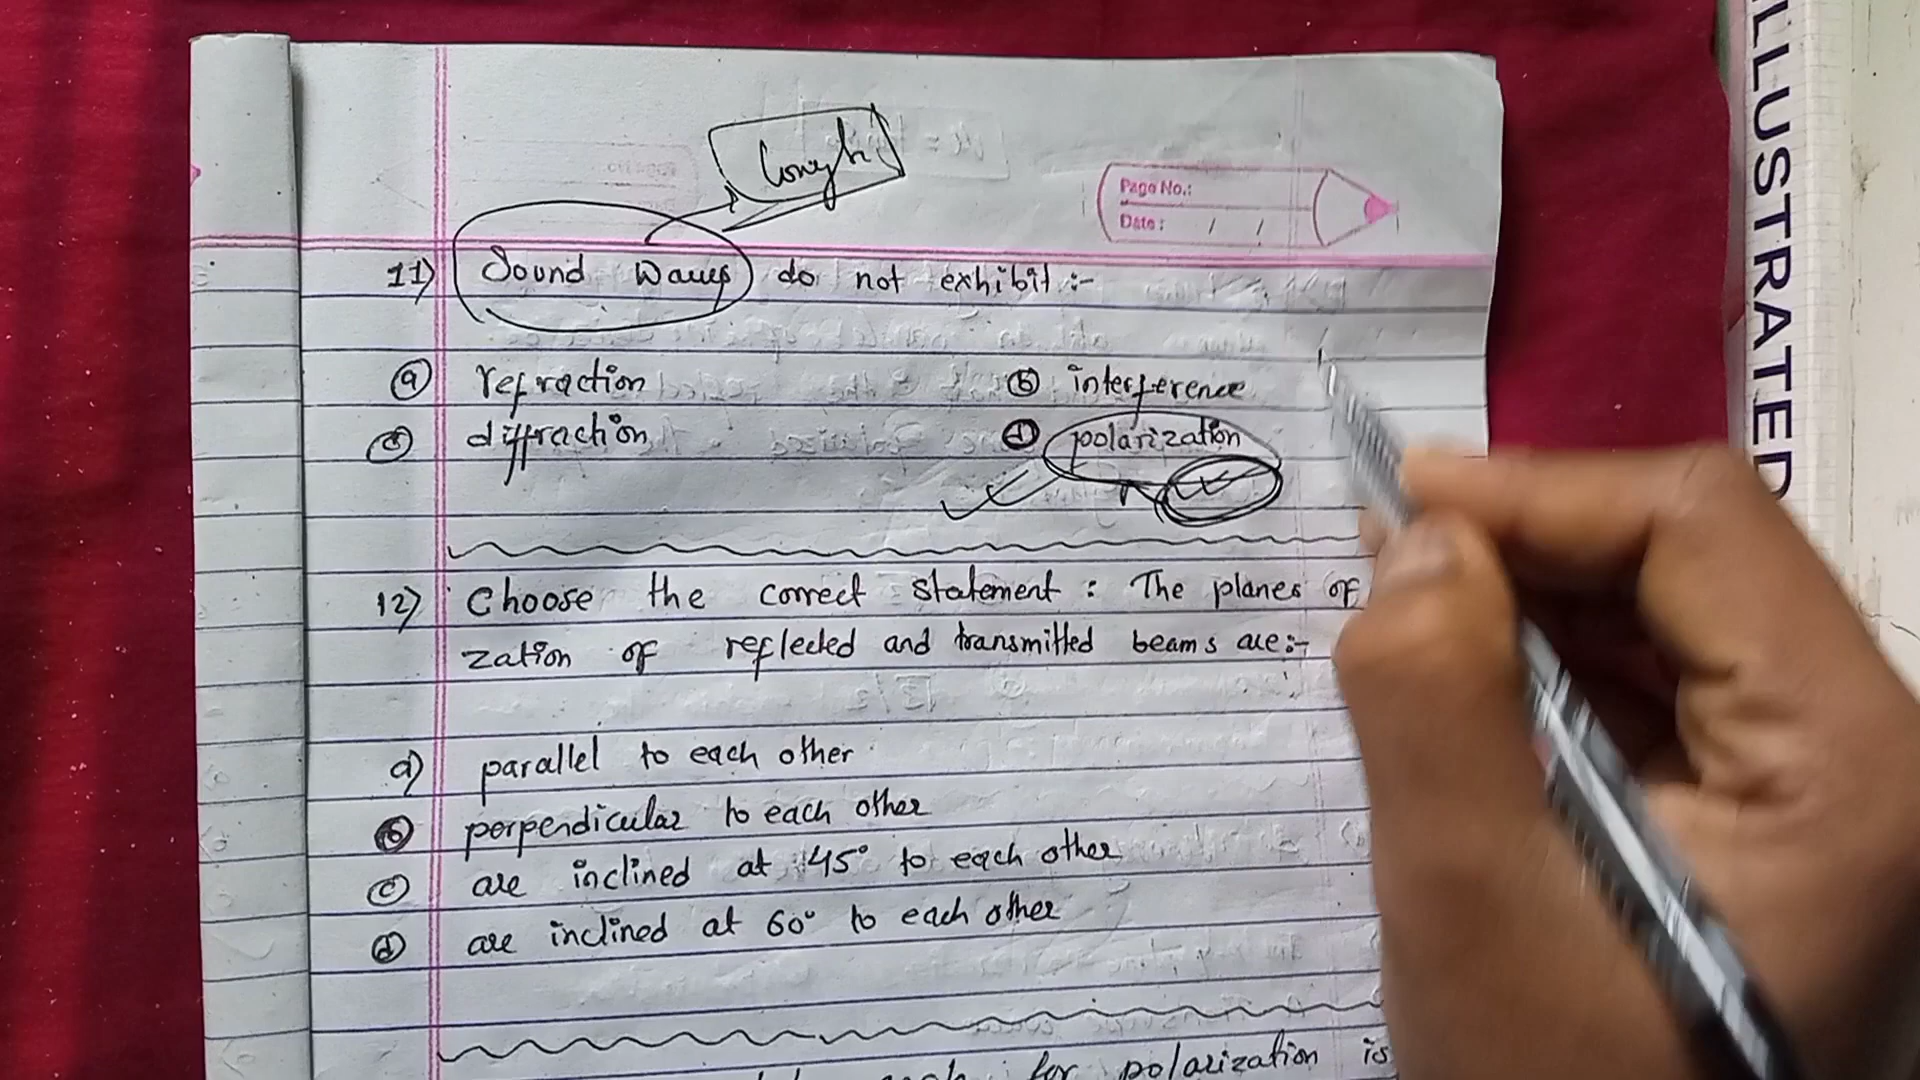 Page No.:
Date: / /
11) Sound Waves do not exhibit :-
(a) refraction (b) interference
(c) diffraction (d) polarization
12) Choose the correct statement : The planes of
zation of reflected and transmitted beams are:-
a) parallel to each other
(b) perpendicular to each other
(c) are inclined at 45° to each other
(d) are inclined at 60° to each other
for polarization is
ILLUSTRATED